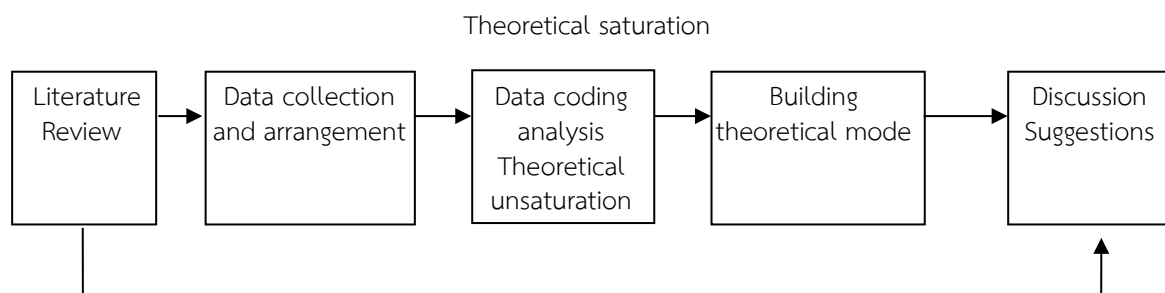 Theoretical saturation
Literature
Review
Data collection
and arrangement
Data coding
analysis
Theoretical
unsaturation
Building
theoretical mode
Discussion
Suggestions